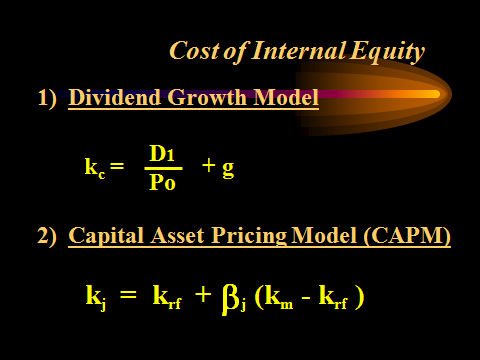 Cost of Internal Equity
1) Dividend Growth Model
kc = D1 / Po + g
2) Capital Asset Pricing Model (CAPM)
kj = krf + βj (km - krf )